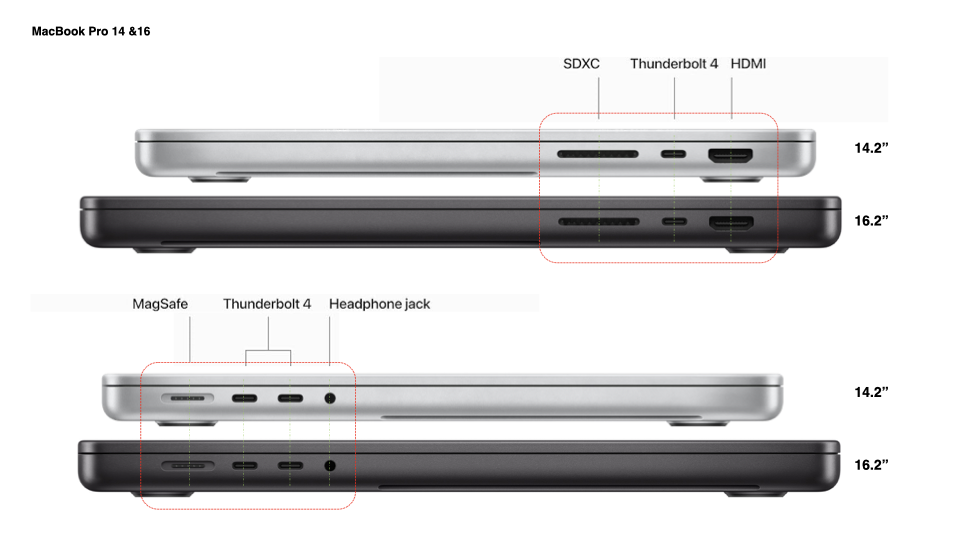 MacBook Pro 14 &16
SDXC Thunderbolt 4 HDMI
14.2”
16.2”
MagSafe Thunderbolt 4 Headphone jack
14.2”
16.2”